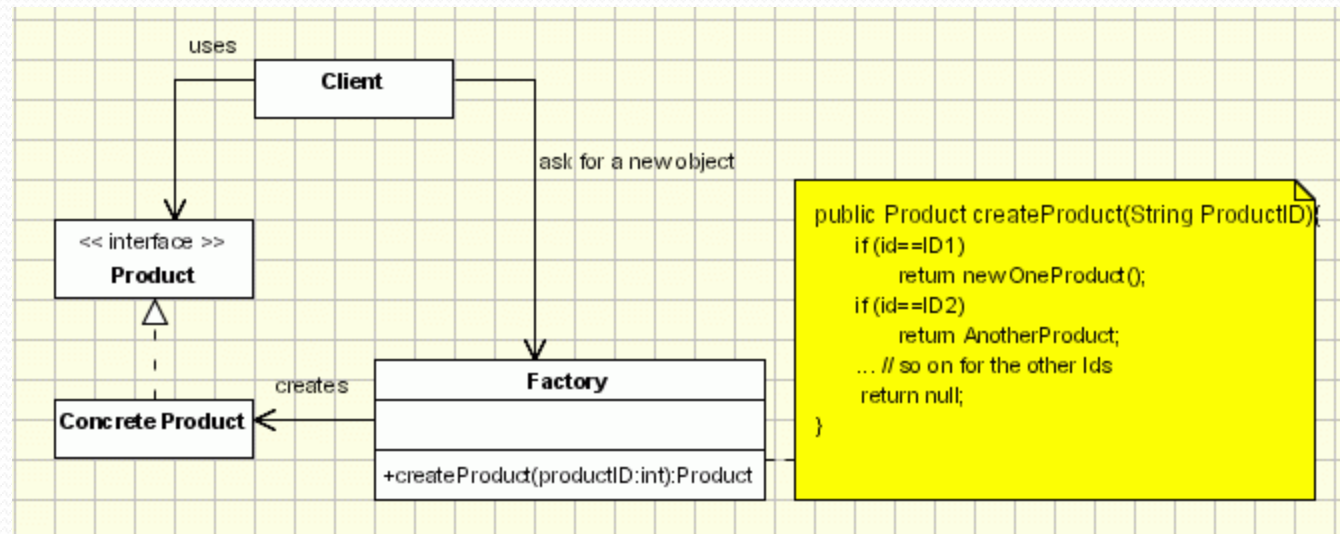 uses
Client
ask for a new object
<< interface >>
Product
creates
Concrete Product
Factory
+createProduct(productID:int):Product
public Product createProduct(String ProductID){
if (id==ID1)
return new OneProduct();
if (id==ID2)
return AnotherProduct;
... // so on for the other Ids
return null;
}